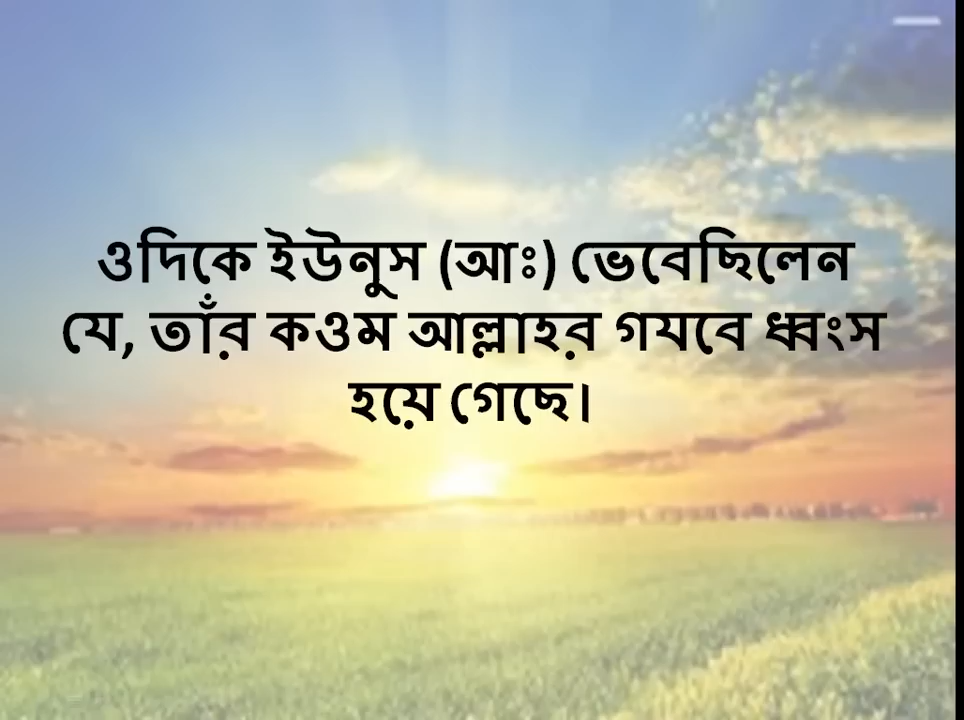 ওদিকে ইউনুস (আঃ) ভেবেছিলেন
যে, তাঁর কওম আল্লাহর গযবে ধ্বংস
হয়ে গেছে।